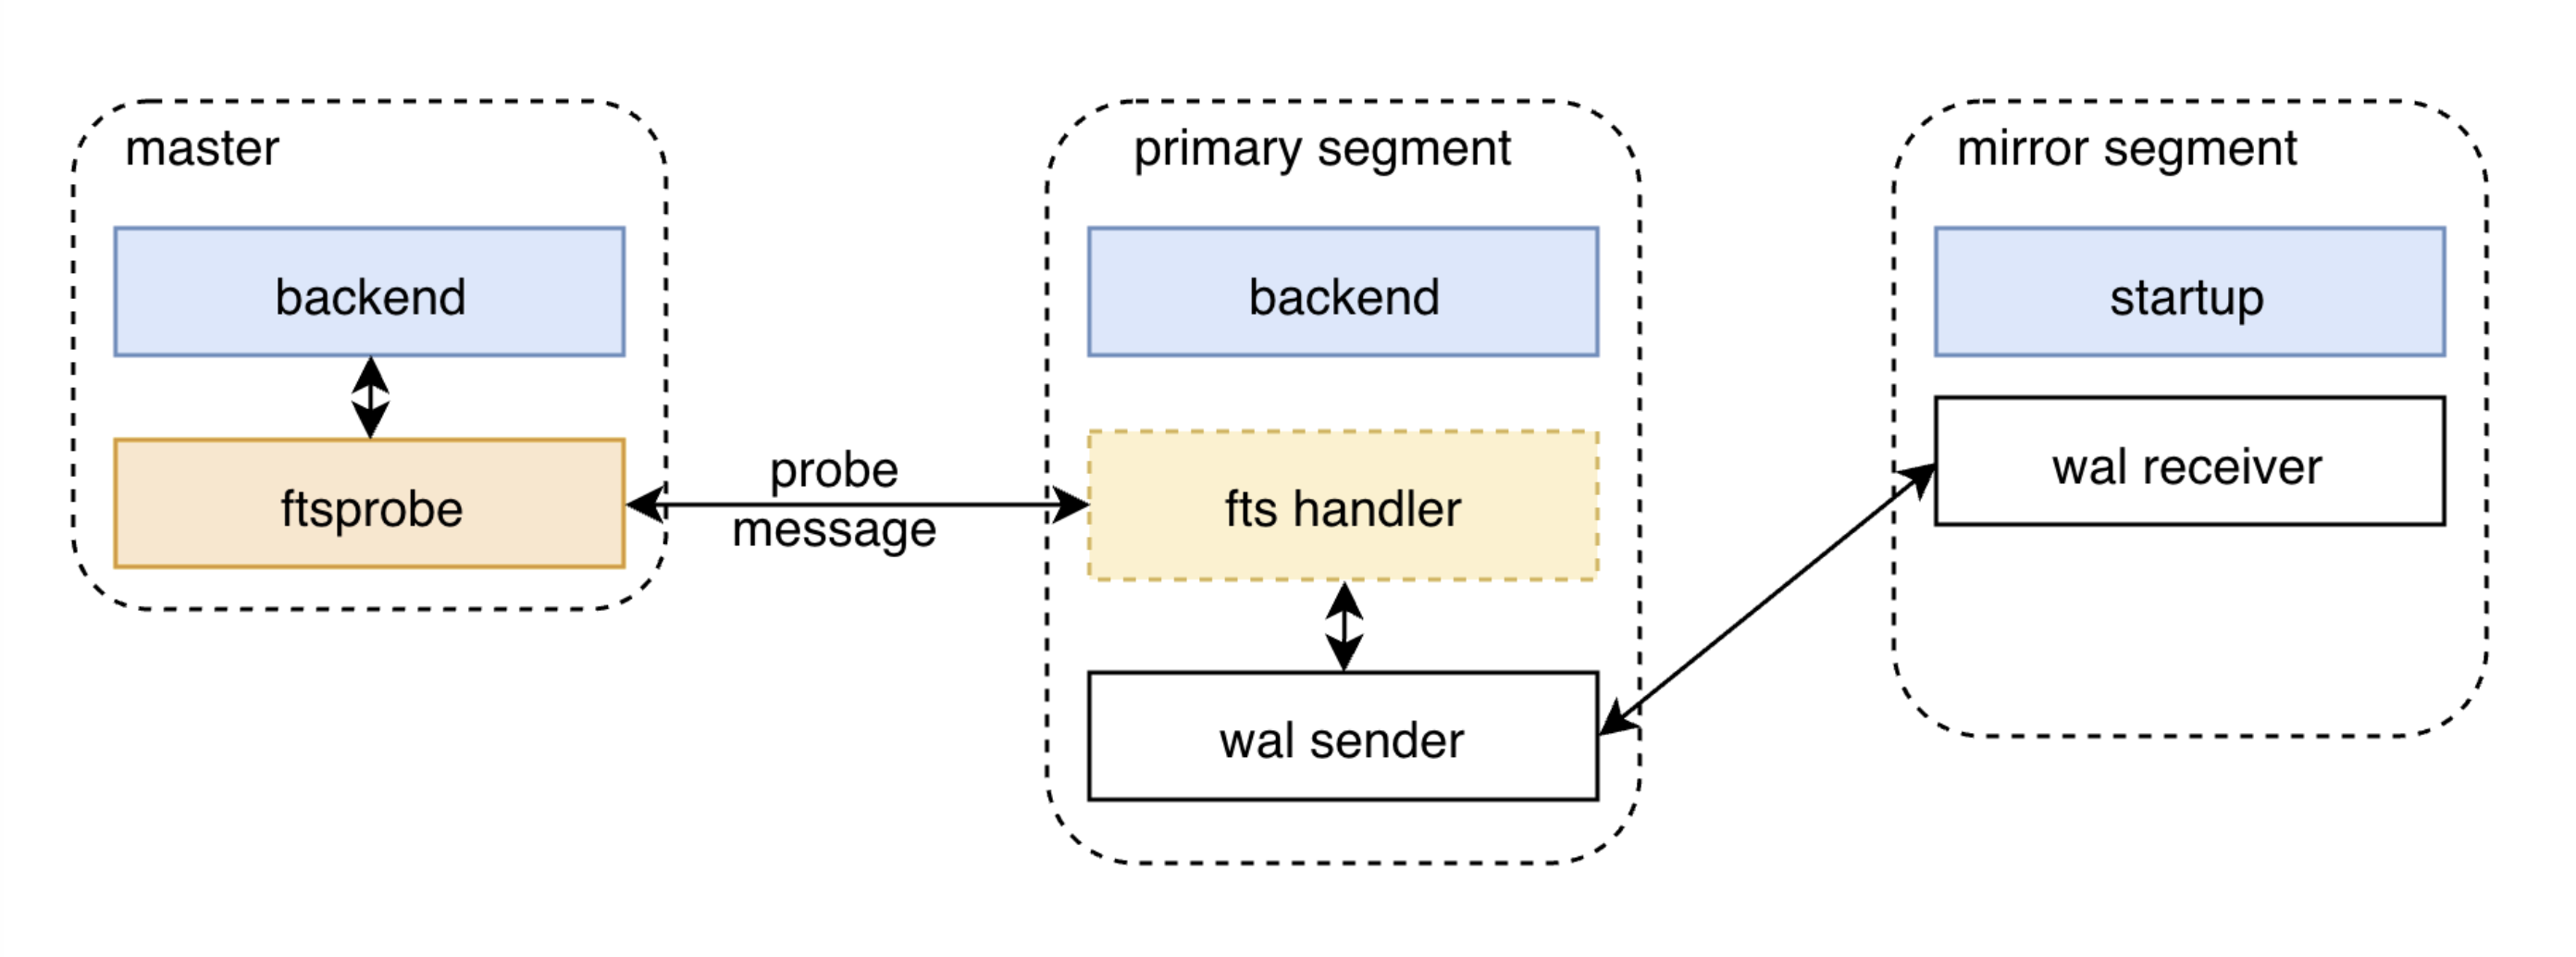 master
backend
ftsprobe
probe
message
primary segment
backend
fts handler
wal sender
mirror segment
startup
wal receiver